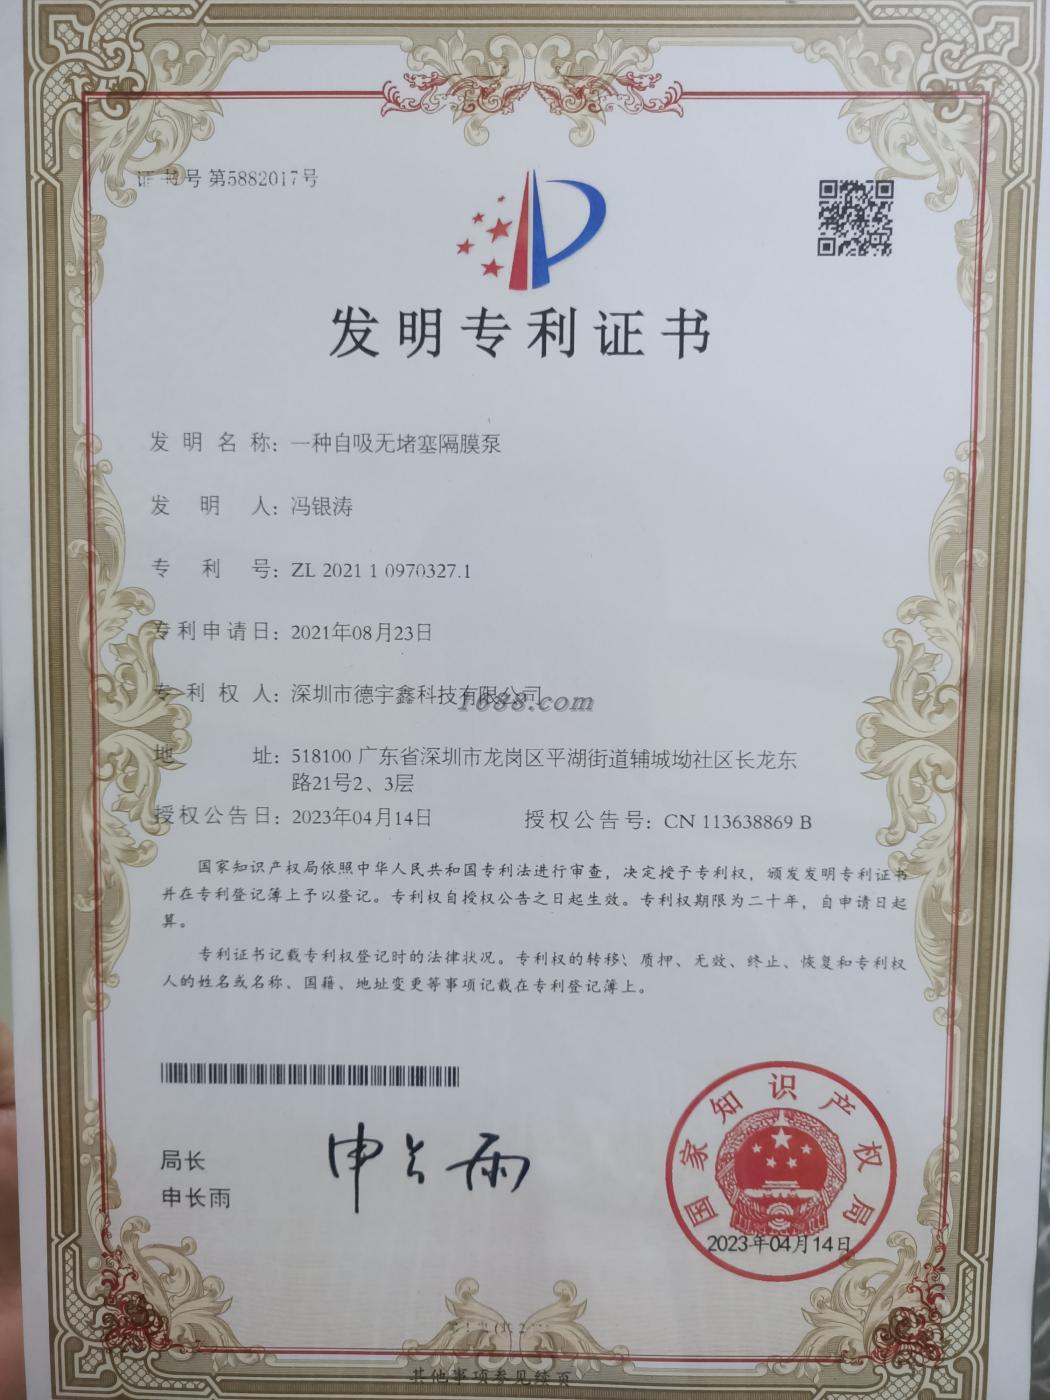 证书号第5882017号
发明专利证书
发明名称：一种自吸无堵塞隔膜泵
发明人：冯银涛
专利号：ZL 2021 1 0970327.1
专利申请日：2021年08月23日
专利权人：深圳市德宇鑫科技有限公司
1688.com
地址：518100 广东省深圳市龙岗区平湖街道辅城坳社区长龙东
路21号2、3层
授权公告日：2023年04月14日 授权公告号：CN 113638869 B
国家知识产权局依照中华人民共和国专利法进行审查，决定授予专利权，颁发发明专利证书
并在专利登记簿上予以登记。专利权自授权公告之日起生效。专利权期限为二十年，自申请日起
算。
专利证书记载专利权登记时的法律状况。专利权的转移、质押、无效、终止、恢复和专利权
人的姓名或名称、国籍、地址变更等事项记载在专利登记簿上。
局长
申长雨
申长雨
国家知识产权局
2023年04月14日
其他事项参见续页